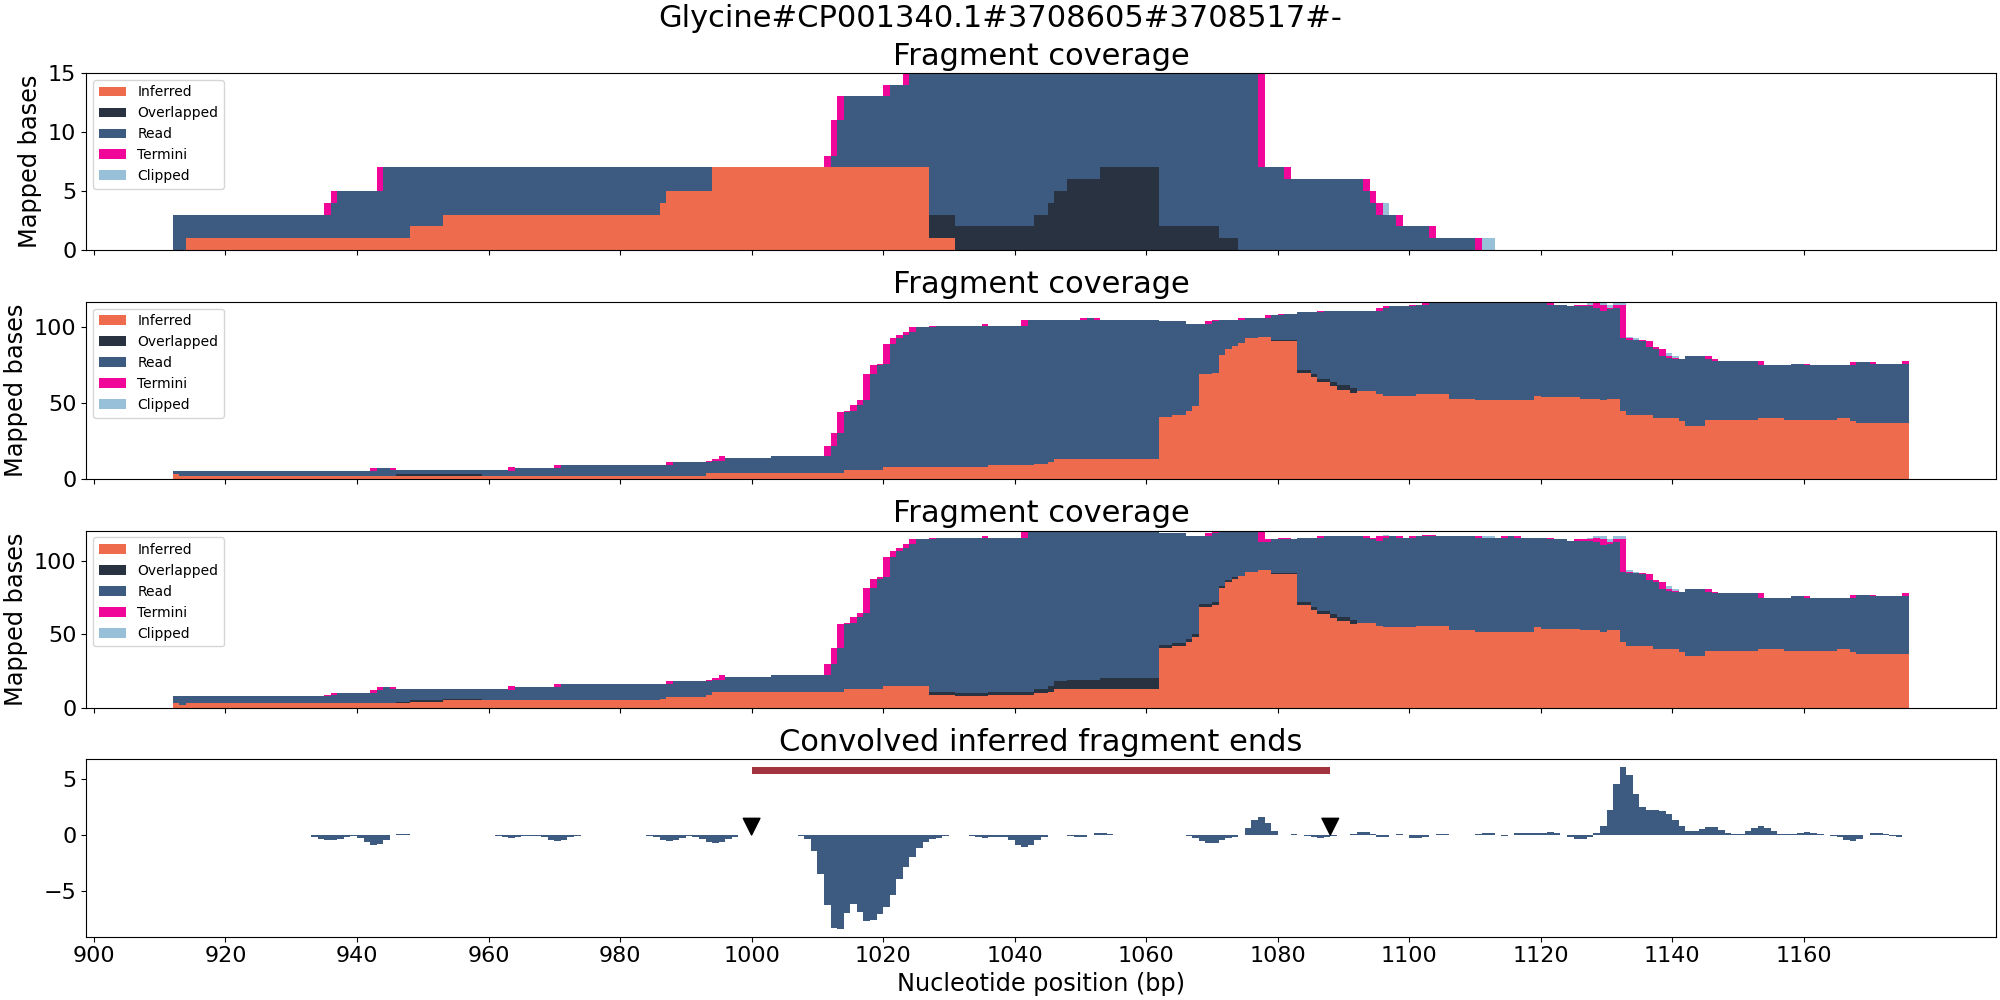 Glycine#CP001340.1#3708605#3708517#-
Fragment coverage
Mapped bases
15
10
5
0
Inferred
Overlapped
Read
Termini
Clipped
Fragment coverage
Mapped bases
100
50
0
Inferred
Overlapped
Read
Termini
Clipped
Fragment coverage
Mapped bases
100
50
0
Inferred
Overlapped
Read
Termini
Clipped
Convolved inferred fragment ends
5
0
−5
900 920 940 960 980 1000 1020 1040 1060 1080 1100 1120 1140 1160
Nucleotide position (bp)